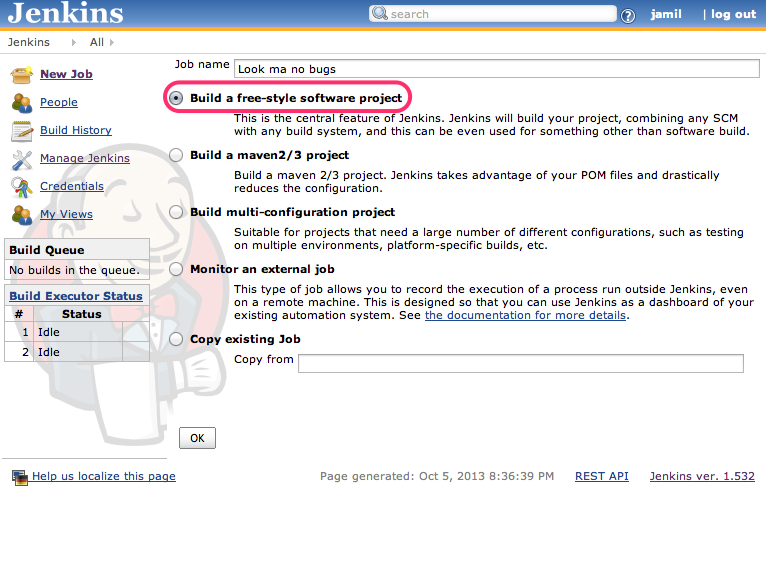 Jenkins
search
jamil | log out
Jenkins All
Job name Look ma no bugs
New Job
People
Build History
Manage Jenkins
Credentials
My Views
Build Queue
No builds in the queue.
Build Executor Status
# Status
1 Idle
2 Idle
Build a free-style software project
This is the central feature of Jenkins. Jenkins will build your project, combining any SCM
with any build system, and this can be even used for something other than software build.
Build a maven2/3 project
Build a maven 2/3 project. Jenkins takes advantage of your POM files and drastically
reduces the configuration.
Build multi-configuration project
Suitable for projects that need a large number of different configurations, such as testing
on multiple environments, platform-specific builds, etc.
Monitor an external job
This type of job allows you to record the execution of a process run outside Jenkins, even
on a remote machine. This is designed so that you can use Jenkins as a dashboard of your
existing automation system. See the documentation for more details.
Copy existing Job
Copy from
OK
Help us localize this page
Page generated: Oct 5, 2013 8:36:39 PM REST API Jenkins ver. 1.532